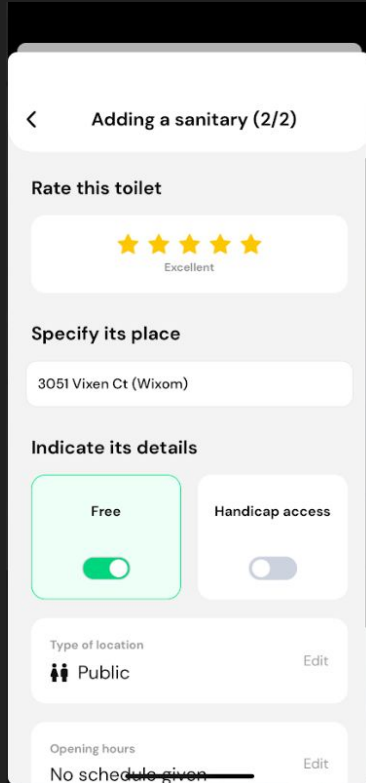 Adding a sanitary (2/2)
Rate this toilet
Excellent
Specify its place
3051 Vixen Ct (Wixom)
Indicate its details
Free
Handicap access
Type of location
Public
Edit
Opening hours
No schedule given
Edit